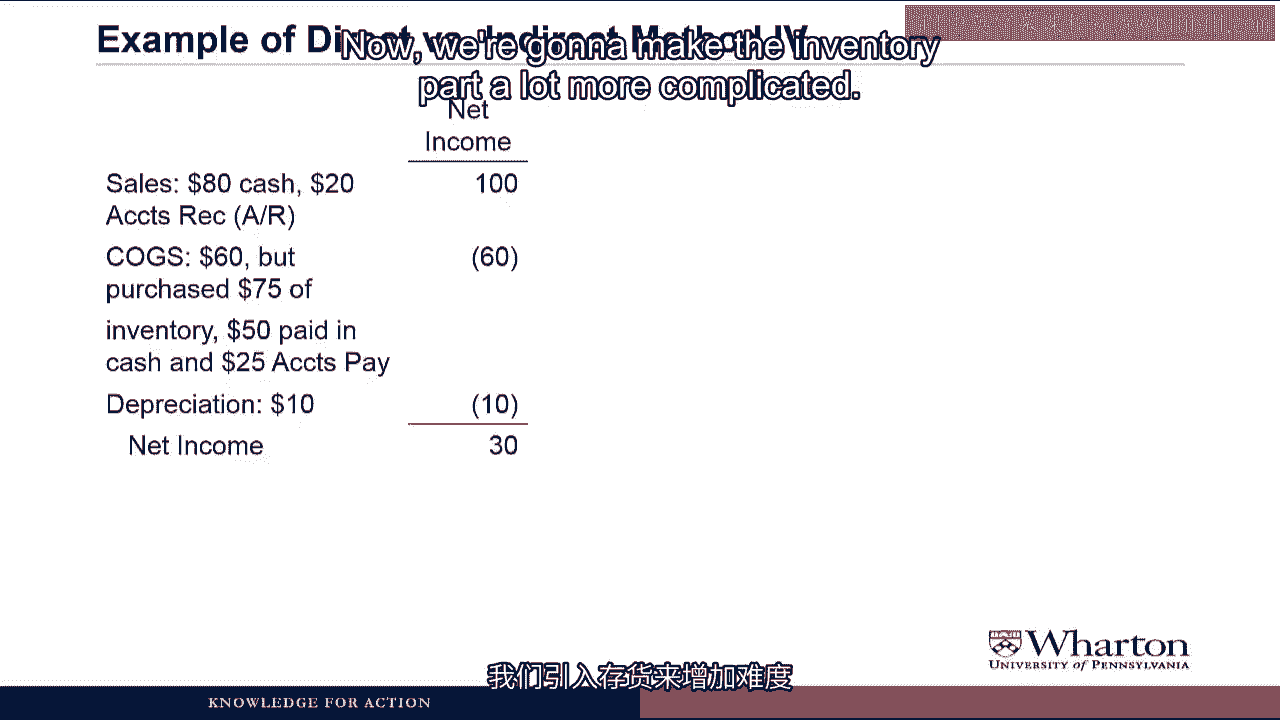 Example of Direct vs. Indirect Method IV
Now, we're gonna make the inventory
part a lot more complicated.
Net
Income
Sales: $80 cash, $20 100
Accts Rec (A/R)
COGS: $60, but (60)
purchased $75 of
inventory, $50 paid in
cash and $25 Accts Pay
Depreciation: $10 (10)
Net Income 30
Wharton
UNIVERSITY of PENNSYLVANIA
我们引入存货来增加难度
KNOWLEDGE FOR ACTION